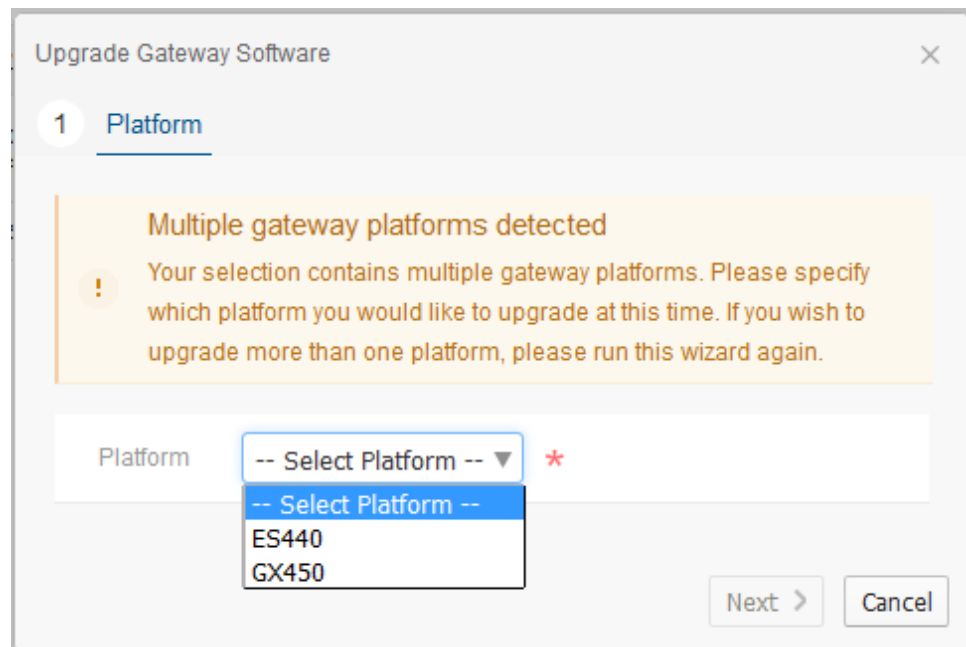 Upgrade Gateway Software
1 Platform
Multiple gateway platforms detected
!
Your selection contains multiple gateway platforms. Please specify
which platform you would like to upgrade at this time. If you wish to
upgrade more than one platform, please run this wizard again.
Platform -- Select Platform -- *
-- Select Platform --
ES440
GX450
Next > Cancel